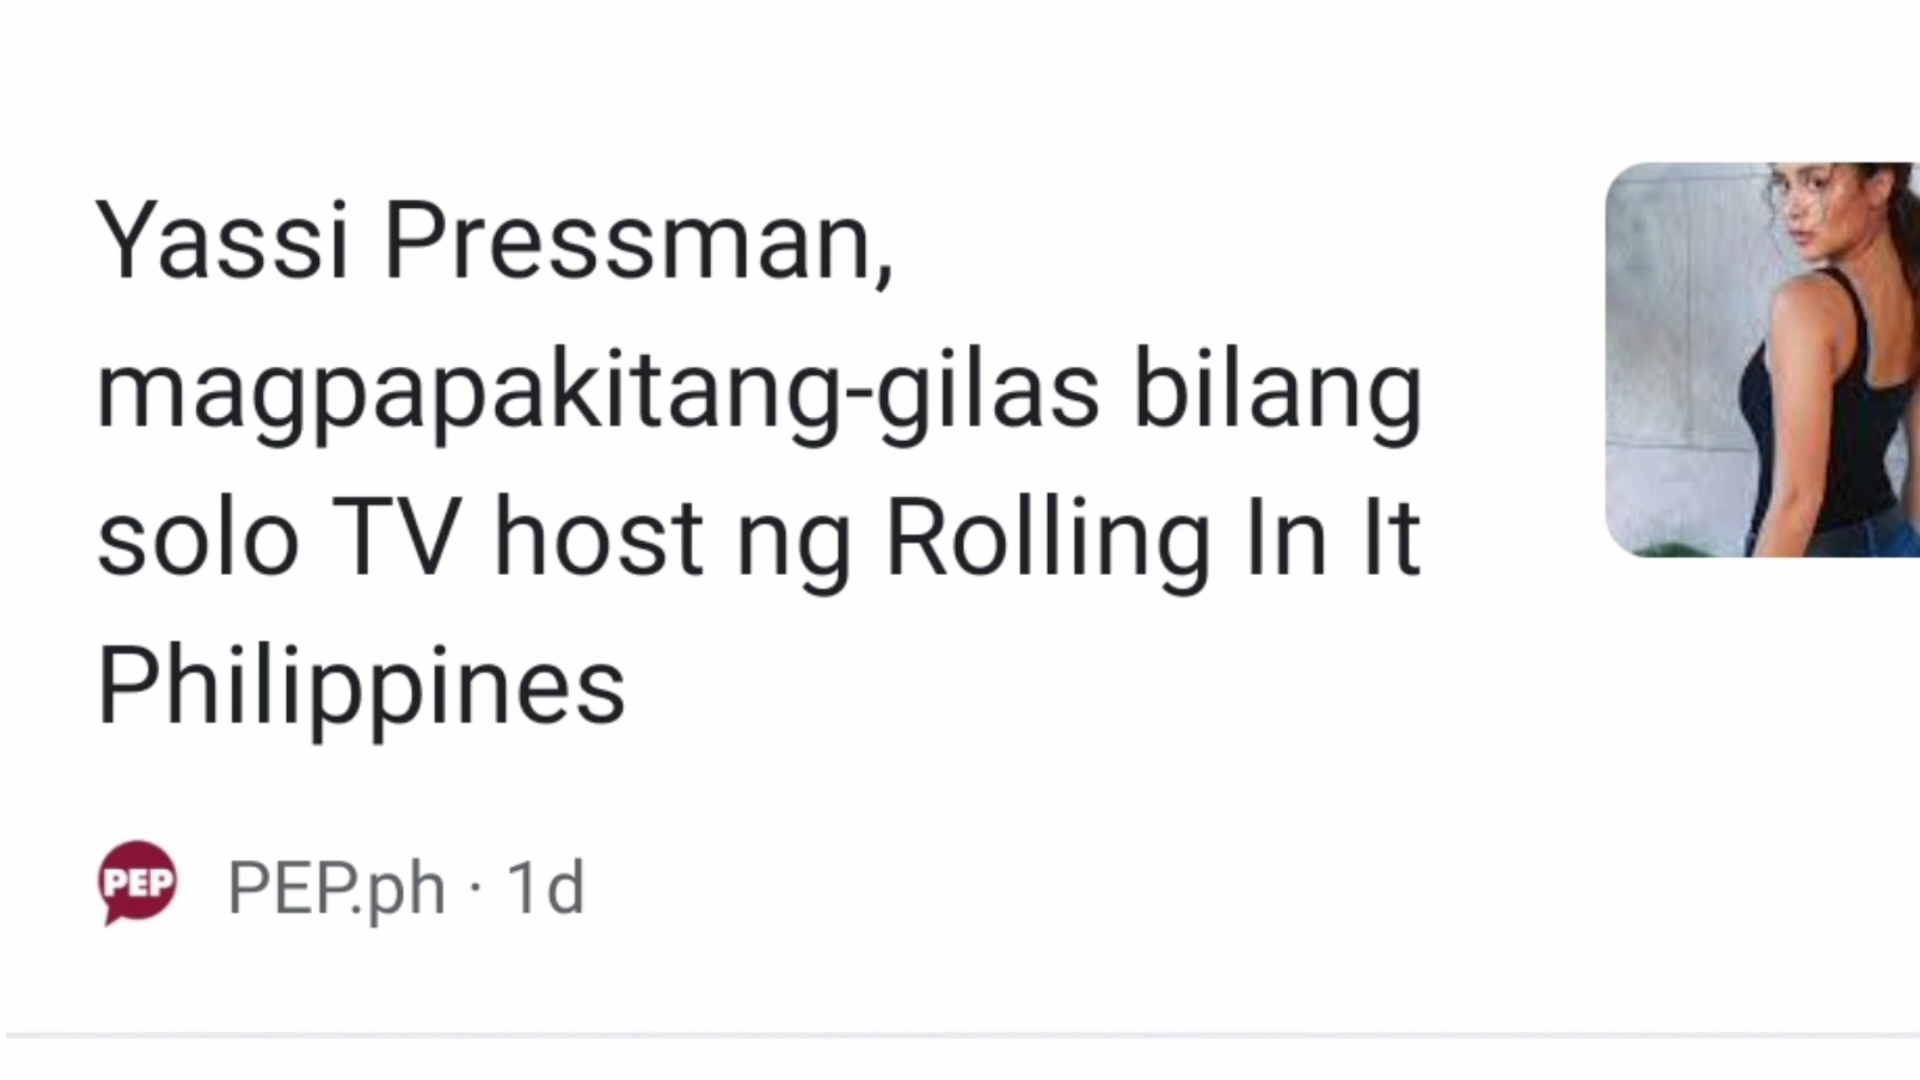 Yassi Pressman,
magpapakitang-gilas bilang
solo TV host ng Rolling In It
Philippines
PEP PEP.ph · 1d